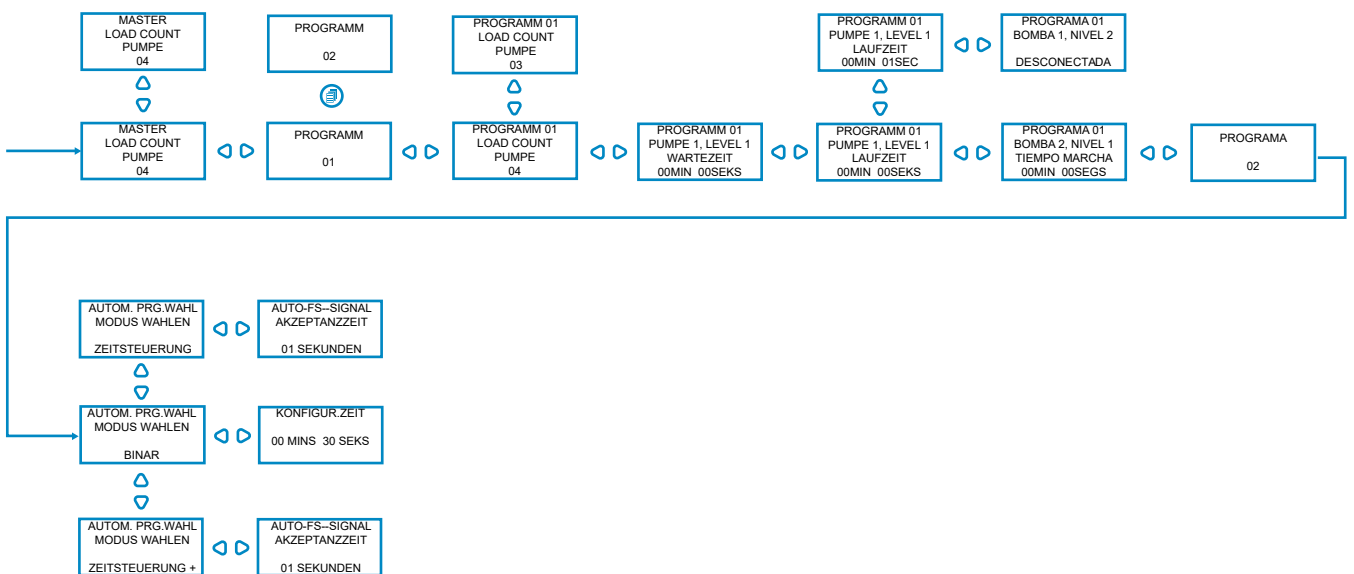 MASTER
LOAD COUNT
PUMPE
04
PROGRAMM
02
PROGRAMM 01
LOAD COUNT
PUMPE
03
PROGRAMM 01
PUMPE 1, LEVEL 1
LAUFZEIT
00MIN 01SEC
PROGRAMA 01
BOMBA 1, NIVEL 2
DESCONECTADA
MASTER
LOAD COUNT
PUMPE
04
PROGRAMM
01
PROGRAMM 01
LOAD COUNT
PUMPE
04
PROGRAMM 01
PUMPE 1, LEVEL 1
WARTEZEIT
00MIN 00SEKS
PROGRAMM 01
PUMPE 1, LEVEL 1
LAUFZEIT
00MIN 00SEKS
PROGRAMA 01
BOMBA 2, NIVEL 1
TIEMPO MARCHA
00MIN 00SEGS
PROGRAMA
02
AUTOM. PRG.WAHL
MODUS WAHLEN
ZEITSTEUERUNG
AUTO-FS--SIGNAL
AKZEPTANZZEIT
01 SEKUNDEN
AUTOM. PRG.WAHL
MODUS WAHLEN
BINAR
KONFIGUR.ZEIT
00 MINS 30 SEKS
AUTOM. PRG.WAHL
MODUS WAHLEN
ZEITSTEUERUNG +
AUTO-FS--SIGNAL
AKZEPTANZZEIT
01 SEKUNDEN